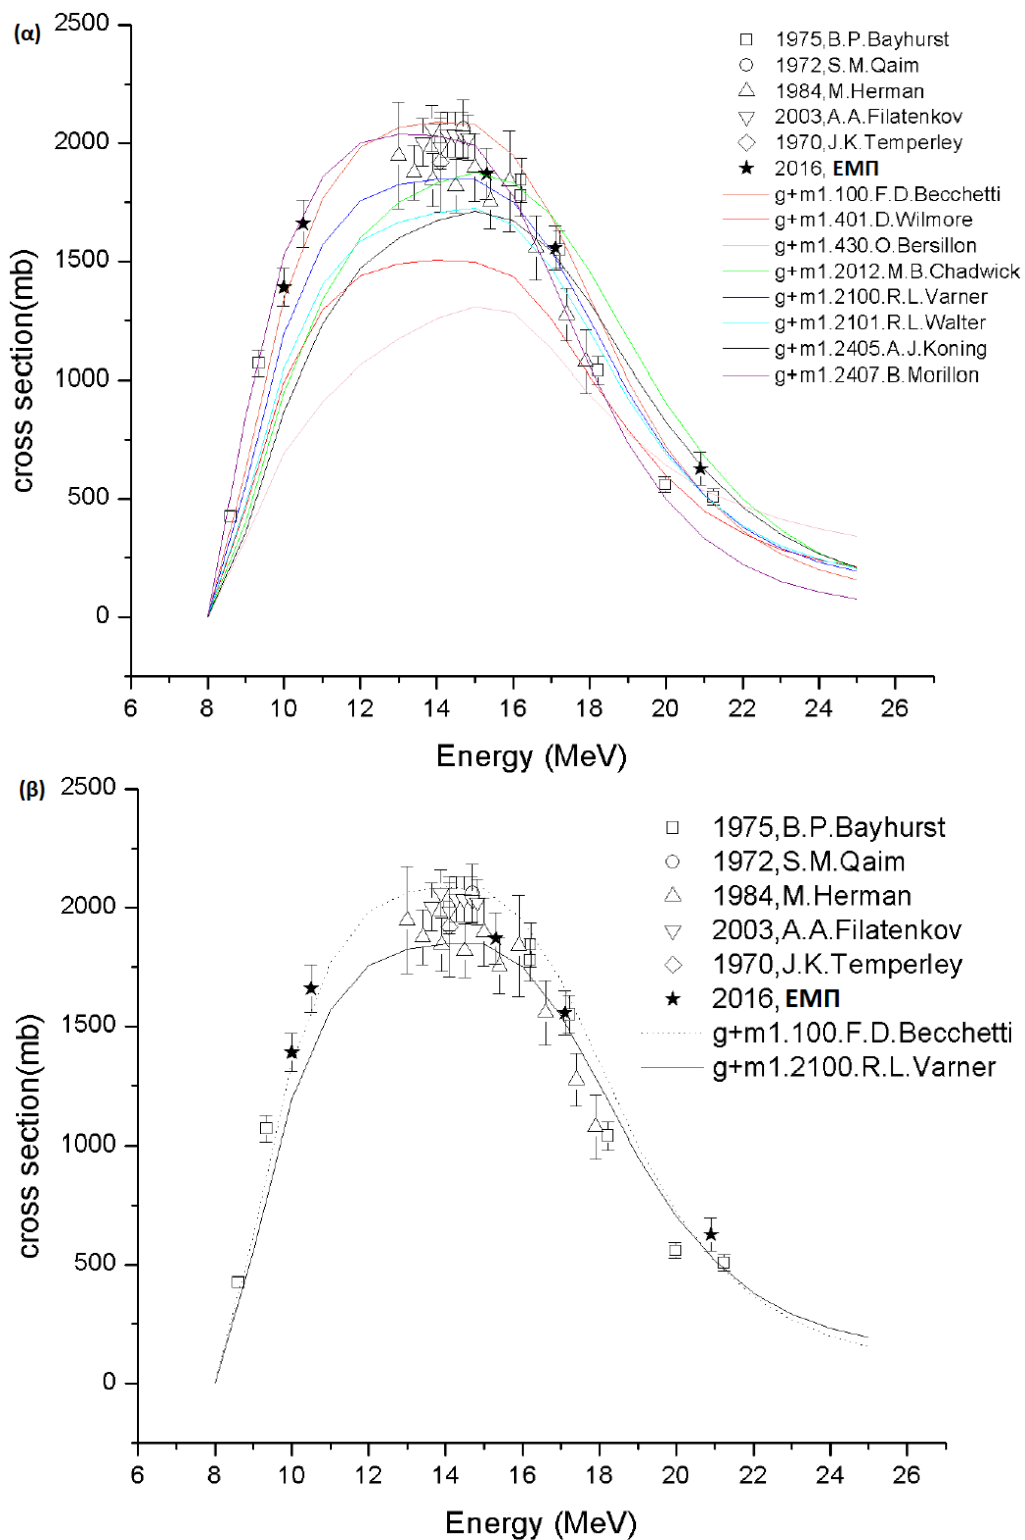 (α)
2500
2000
1500
1000
500
0
cross section(mb)
6 8 10 12 14 16 18 20 22 24 26
Energy (MeV)
1975,B.P.Bayhurst
1972,S.M.Qaim
1984,M.Herman
2003,A.A.Filatenkov
1970,J.K.Temperley
2016, ΕΜΠ
g+m1.100.F.D.Becchetti
g+m1.401.D.Wilmore
g+m1.430.O.Bersillon
g+m1.2012.M.B.Chadwick
g+m1.2100.R.L.Varner
g+m1.2101.R.L.Walter
g+m1.2405.A.J.Koning
g+m1.2407.B.Morillon
(β)
2500
2000
1500
1000
500
0
cross section(mb)
6 8 10 12 14 16 18 20 22 24 26
Energy (MeV)
1975,B.P.Bayhurst
1972,S.M.Qaim
1984,M.Herman
2003,A.A.Filatenkov
1970,J.K.Temperley
2016, ΕΜΠ
g+m1.100.F.D.Becchetti
g+m1.2100.R.L.Varner